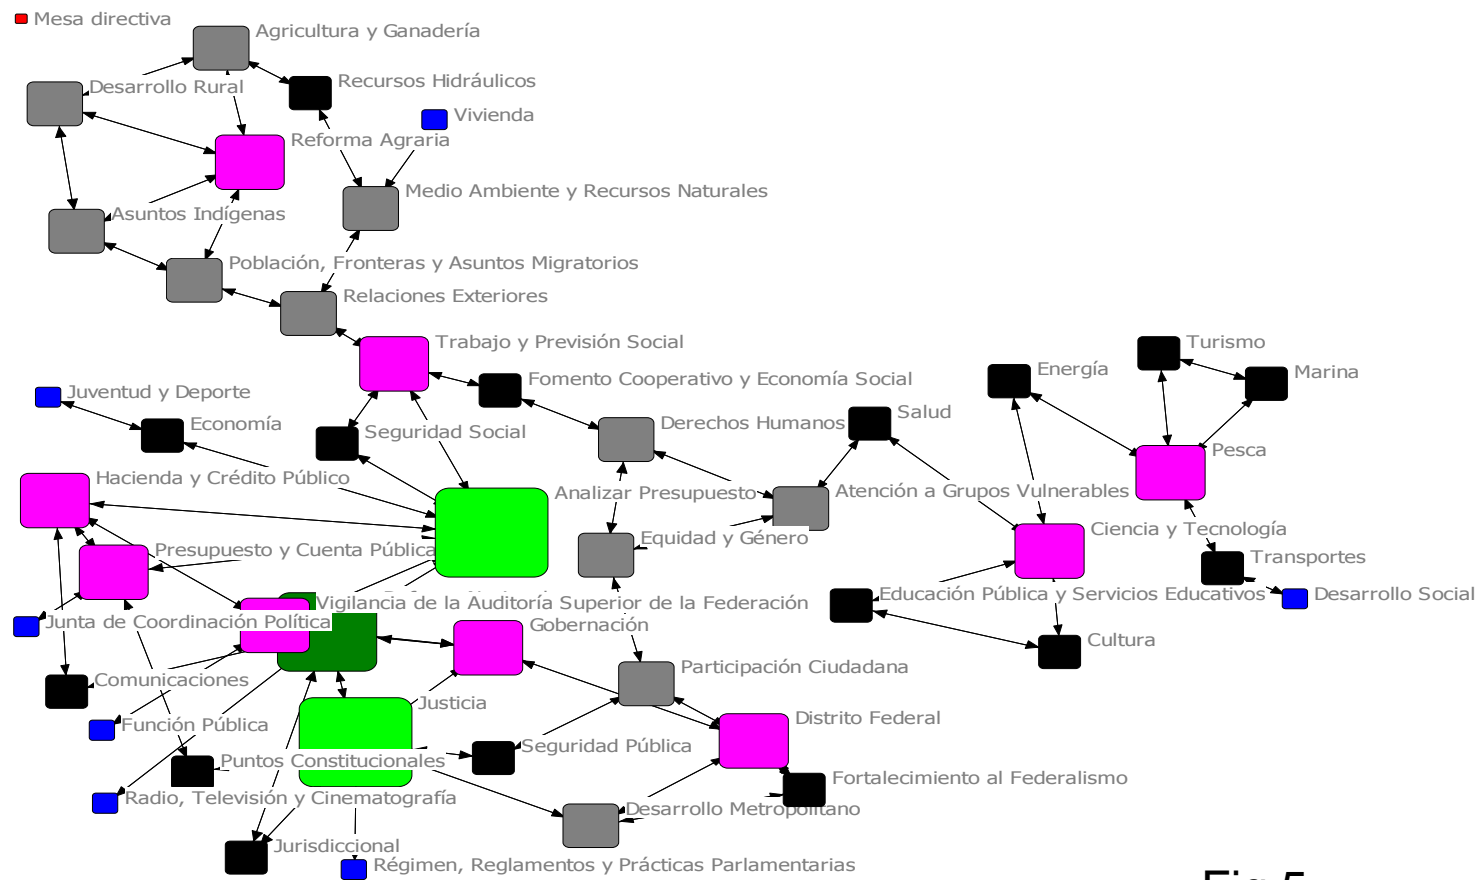 Mesa directiva
Agricultura y Ganadería
Recursos Hidráulicos
Desarrollo Rural
Vivienda
Reforma Agraria
Medio Ambiente y Recursos Naturales
Asuntos Indígenas
Población, Fronteras y Asuntos Migratorios
Relaciones Exteriores
Trabajo y Previsión Social
Turismo
Energía
Marina
Fomento Cooperativo y Economía Social
Juventud y Deporte
Salud
Economía
Derechos Humanos
Seguridad Social
Pesca
Hacienda y Crédito Público
Analizar Presupuesto
Atención a Grupos Vulnerables
Ciencia y Tecnología
Equidad y Género
Presupuesto y Cuenta Pública
Transportes
Educación Pública y Servicios Educativos
Desarrollo Social
Vigilancia de la Auditoría Superior de la Federación
Junta de Coordinación Política
Gobernación
Cultura
Participación Ciudadana
Comunicaciones
Justicia
Distrito Federal
Función Pública
Seguridad Pública
Puntos Constitucionales
Fortalecimiento al Federalismo
Radio, Televisión y Cinematografía
Desarrollo Metropolitano
Jurisdiccional
Régimen, Reglamentos y Prácticas Parlamentarias
Fig 5